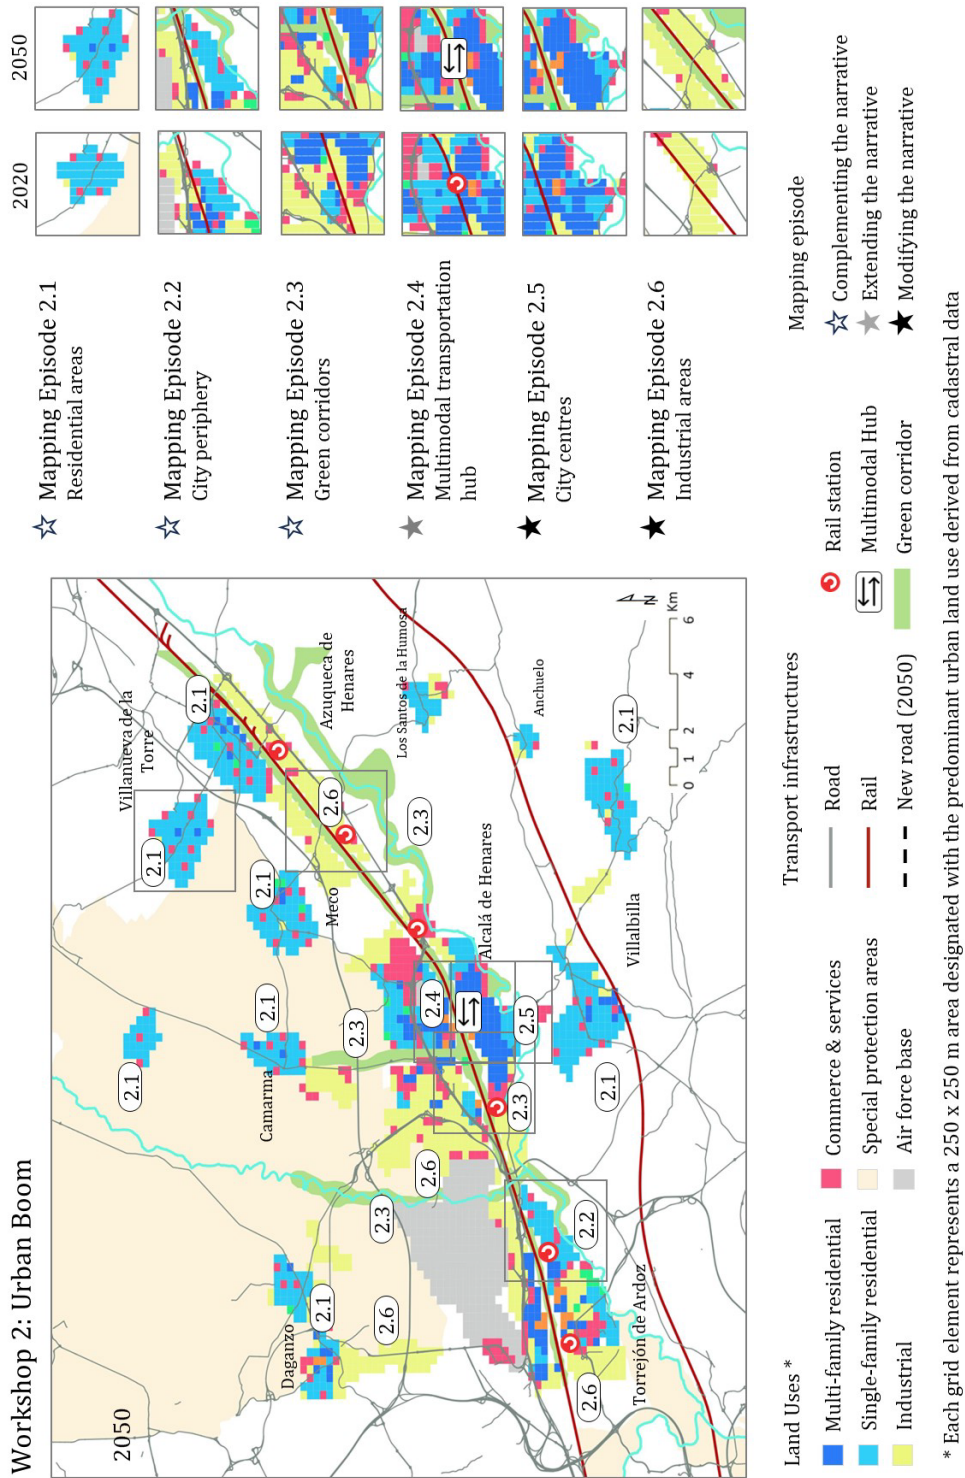 Workshop 2: Urban Boom
2050
Villanueva de la
Torre
2.1
2.1
2.1
2.1
Azuqueca de
Henares
Los Santos de la Humosa
Anchuelo
2.1
Meco
2.6
2.3
Camarma
2.1
2.3
2.4
Alcalá de Henares
2.5
Villalbilla
2.1
2.3
2.6
2.3
2.2
Daganzo
2.1
2.6
2.6
Torrejón de Ardoz
N
Km
0 1 2 4 6
2020 2050
Mapping Episode 2.1
Residential areas
Mapping Episode 2.2
City periphery
Mapping Episode 2.3
Green corridors
Mapping Episode 2.4
Multimodal transportation
hub
Mapping Episode 2.5
City centres
Mapping Episode 2.6
Industrial areas
Land Uses *
Multi-family residential
Single-family residential
Industrial
Commerce & services
Special protection areas
Air force base
Transport infrastructures
Road
Rail
New road (2050)
Rail station
Multimodal Hub
Green corridor
Mapping episode
Complementing the narrative
Extending the narrative
Modifying the narrative
* Each grid element represents a 250 x 250 m area designated with the predominant urban land use derived from cadastral data